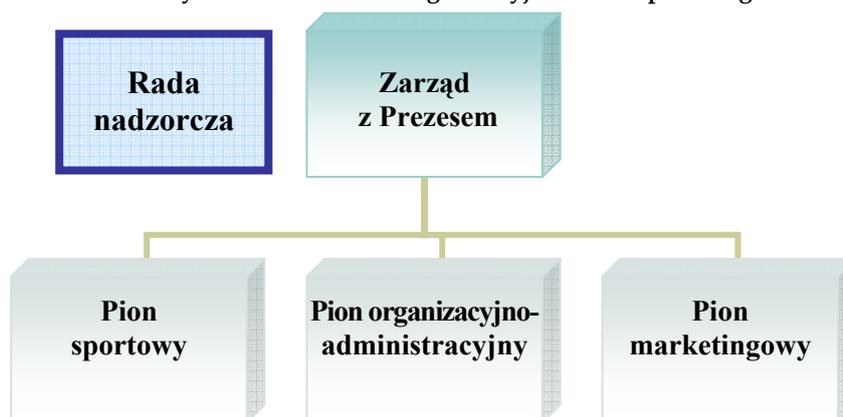 Rada
nadzorcza
Zarząd
z Prezesem
Pion
sportowy
Pion organizacyjno-
administracyjny
Pion
marketingowy